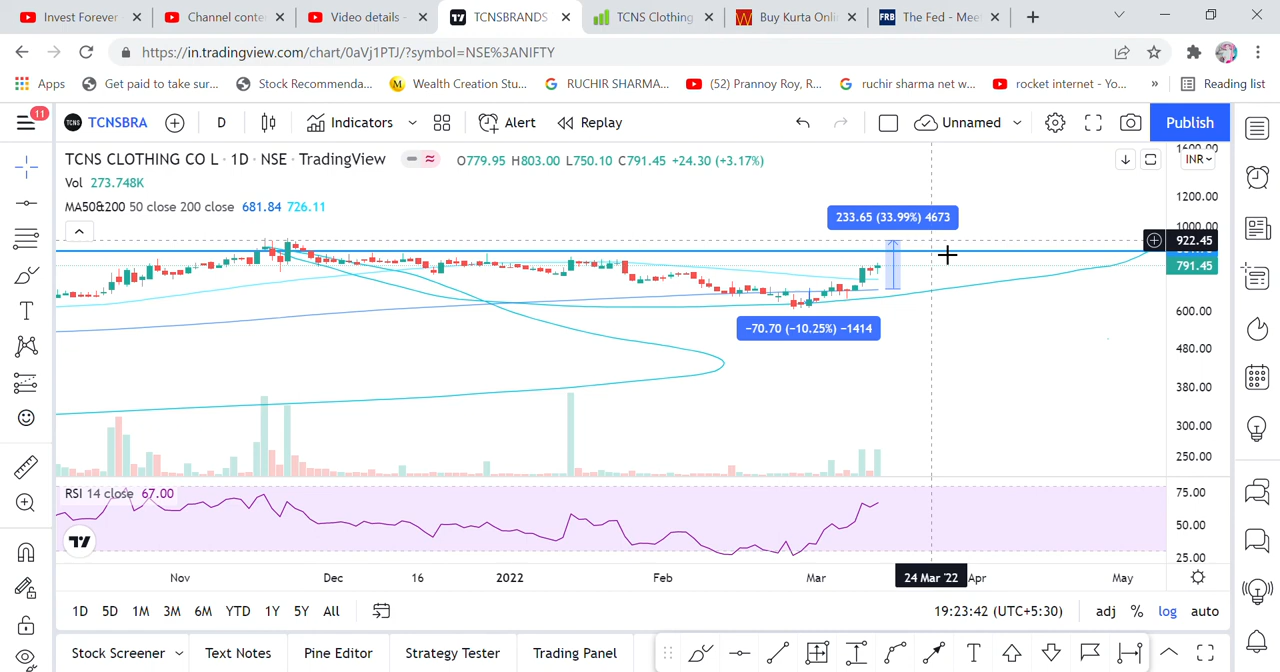 Invest Forever
Channel conte
Video details -
TCNSBRANDS
TCNS Clothing
Buy Kurta Onli
FRB
The Fed - Mee
https://in.tradingview.com/chart/0aVj1PTJ/?symbol=NSE%3ANIFTY
Apps
Get paid to take sur...
Stock Recommenda...
Wealth Creation Stu...
RUCHIR SHARMA...
(52) Prannoy Roy, R...
ruchir sharma net w...
rocket internet - Yo...
»
Reading list
11
TCNSBRA
D
Indicators
Alert
Replay
Unnamed
Publish
TCNS CLOTHING CO L · 1D · NSE · TradingView
O779.95 H803.00 L750.10 C791.45 +24.30 (+3.17%)
INR
Vol 273.748K
MA50&200 50 close 200 close 681.84 726.11
233.65 (33.99%) 4673
−70.70 (−10.25%) −1414
1600.00
1200.00
1000.00
922.45
791.45
600.00
480.00
380.00
300.00
250.00
RSI 14 close 67.00
75.00
50.00
25.00
Nov
Dec
16
2022
Feb
Mar
24 Mar '22
Apr
May
1D 5D 1M 3M 6M YTD 1Y 5Y All
19:23:42 (UTC+5:30)
adj % log auto
Stock Screener
Text Notes
Pine Editor
Strategy Tester
Trading Panel